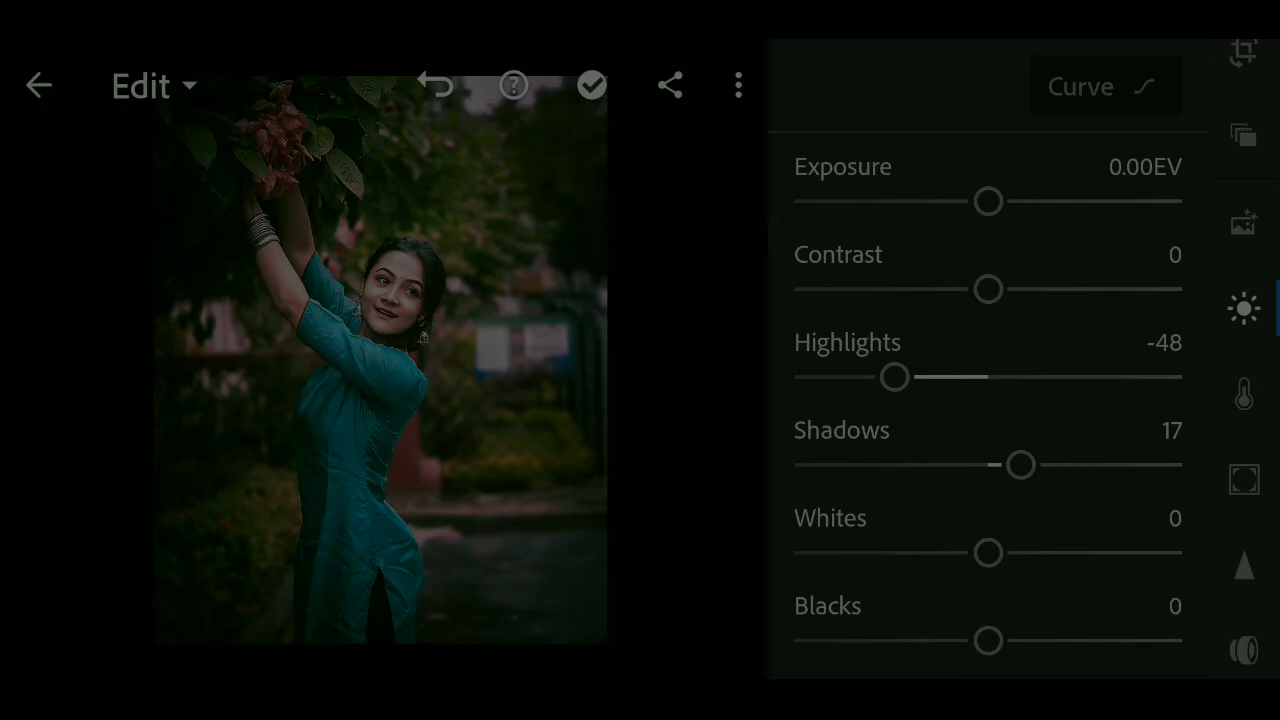 Edit
Curve
Exposure 0.00EV
Contrast 0
Highlights -48
Shadows 17
Whites 0
Blacks 0